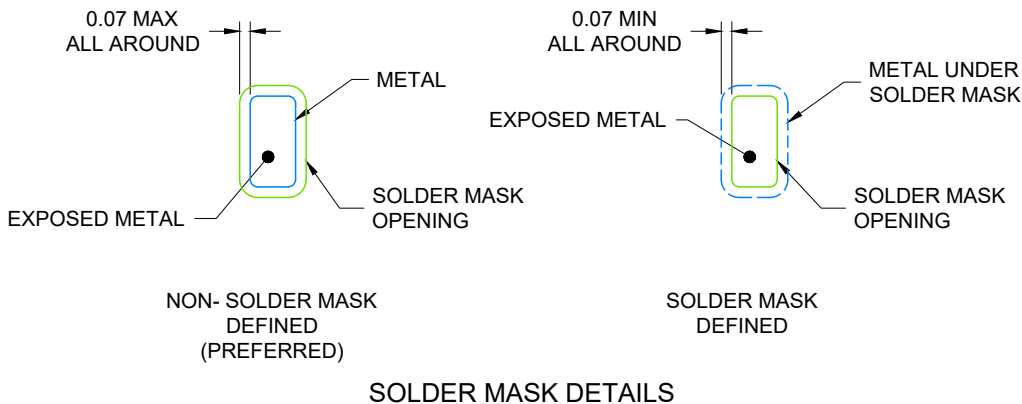 0.07 MAX
ALL AROUND
METAL
EXPOSED METAL
SOLDER MASK
OPENING
NON- SOLDER MASK
DEFINED
(PREFERRED)
0.07 MIN
ALL AROUND
METAL UNDER
SOLDER MASK
EXPOSED METAL
SOLDER MASK
OPENING
SOLDER MASK
DEFINED
SOLDER MASK DETAILS